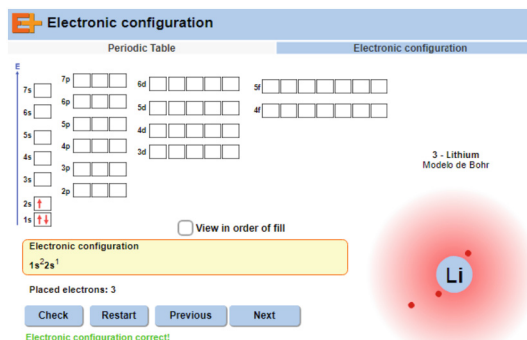 E+ Electronic configuration
Periodic Table Electronic configuration
E
7s 7p 6d 5f
6s 6p 5d 4f
5s 5p 4d
4s 4p 3d
3s 3p
2s 2p
1s
3 - Lithium
Modelo de Bohr
View in order of fill
Electronic configuration
1s²2s¹
Placed electrons: 3
Check Restart Previous Next
Electronic configuration correct!
Li